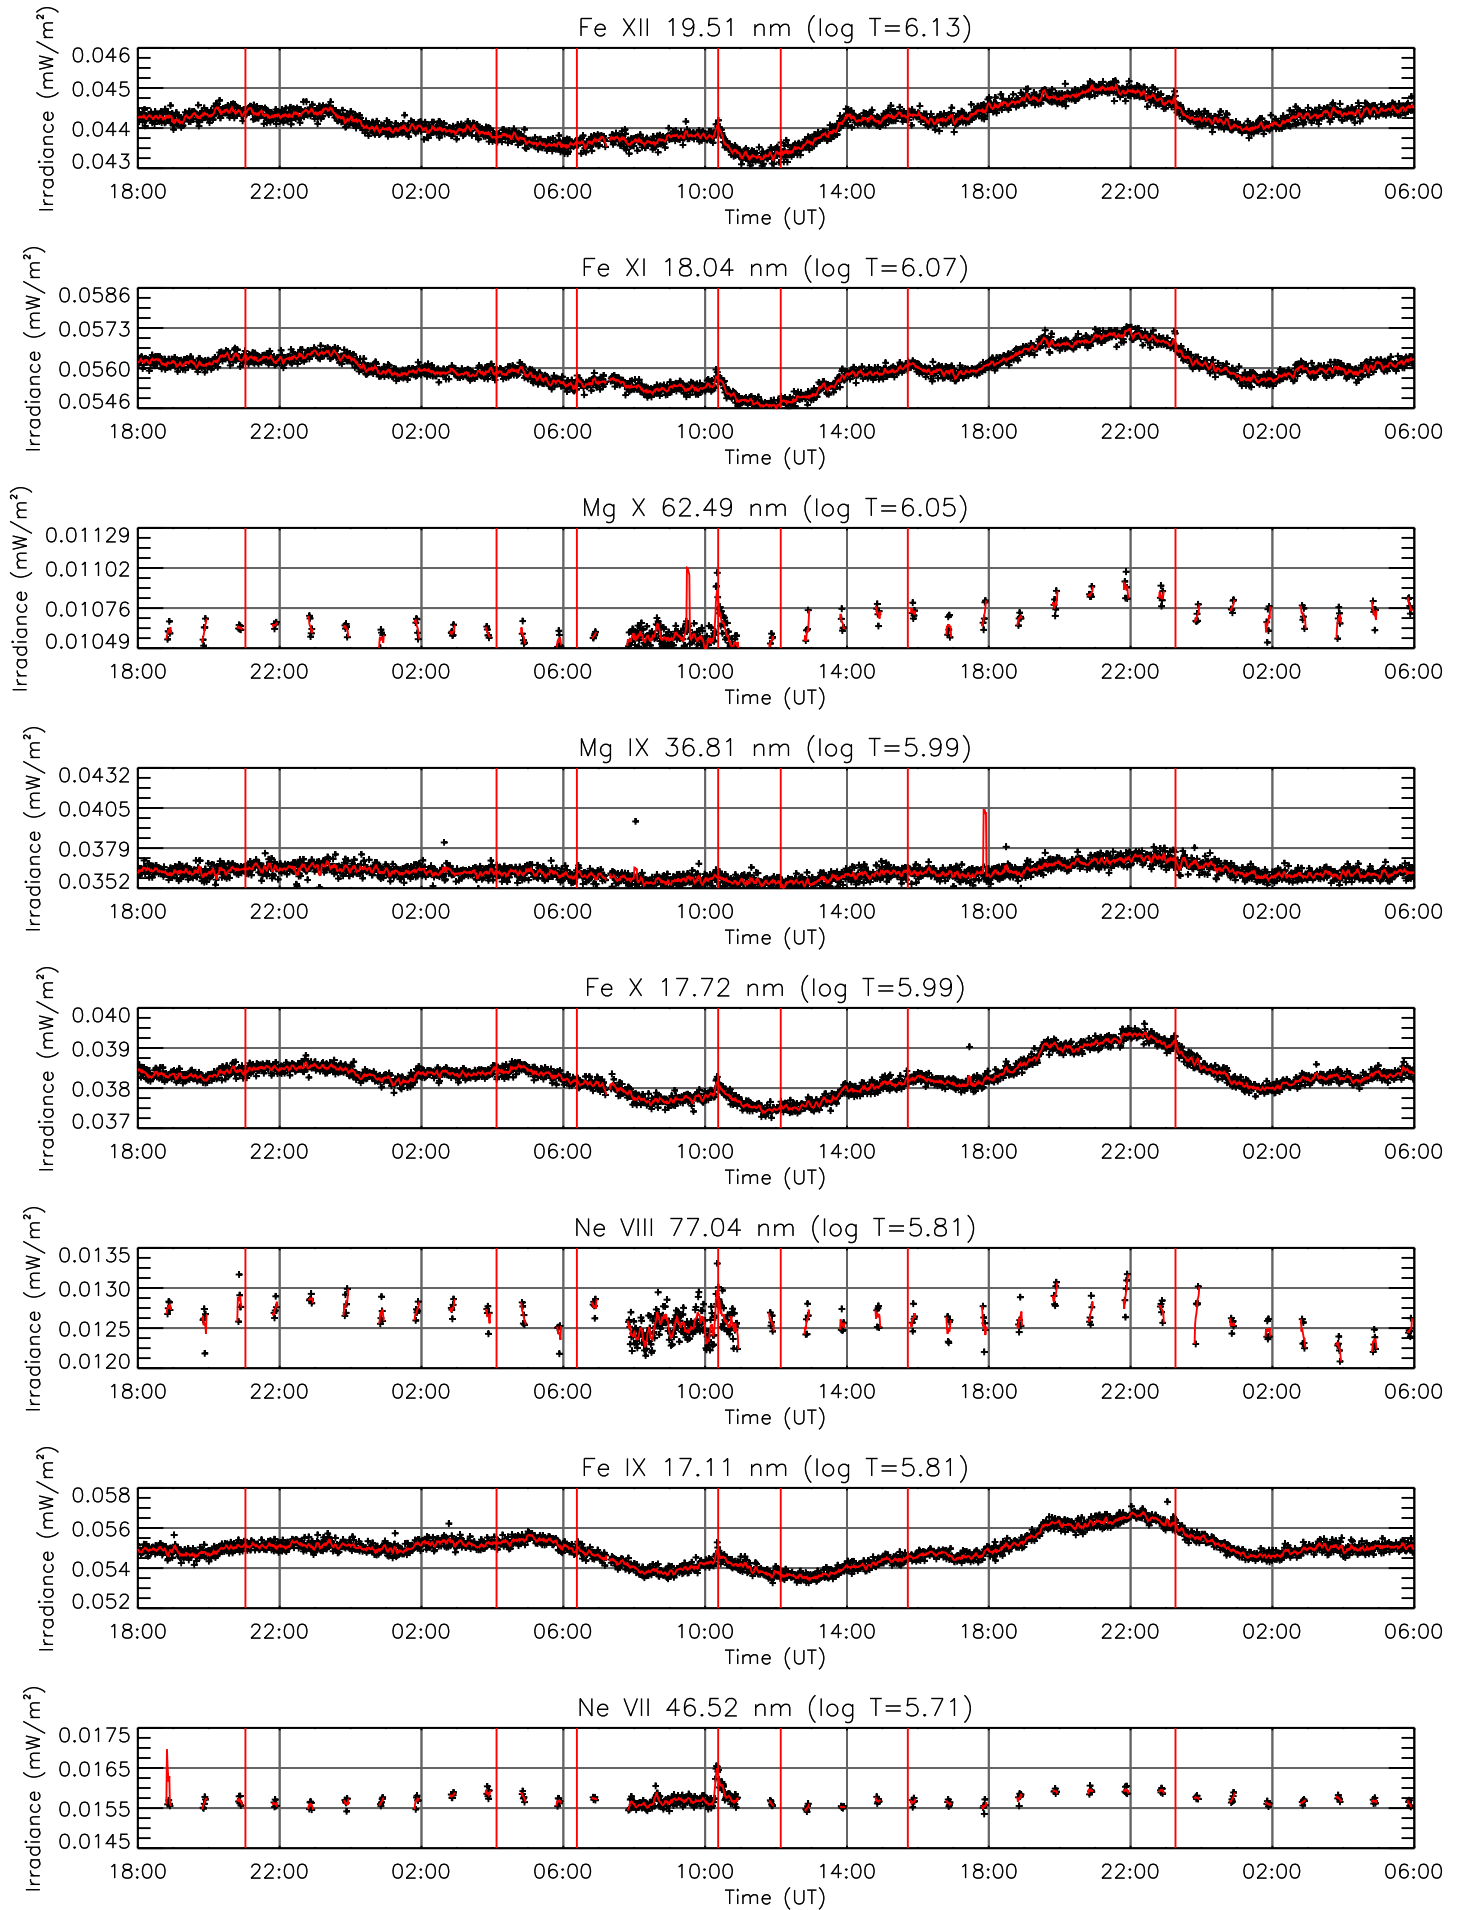 Fe XII 19.51 nm (log T=6.13)
Irradiance (mW/m²)
0.046
0.045
0.044
0.043
18:00 22:00 02:00 06:00 10:00 14:00 18:00 22:00 02:00 06:00
Time (UT)
Fe XI 18.04 nm (log T=6.07)
Irradiance (mW/m²)
0.0586
0.0573
0.0560
0.0546
18:00 22:00 02:00 06:00 10:00 14:00 18:00 22:00 02:00 06:00
Time (UT)
Mg X 62.49 nm (log T=6.05)
Irradiance (mW/m²)
0.01129
0.01102
0.01076
0.01049
18:00 22:00 02:00 06:00 10:00 14:00 18:00 22:00 02:00 06:00
Time (UT)
Mg IX 36.81 nm (log T=5.99)
Irradiance (mW/m²)
0.0432
0.0405
0.0379
0.0352
18:00 22:00 02:00 06:00 10:00 14:00 18:00 22:00 02:00 06:00
Time (UT)
Fe X 17.72 nm (log T=5.99)
Irradiance (mW/m²)
0.040
0.039
0.038
0.037
18:00 22:00 02:00 06:00 10:00 14:00 18:00 22:00 02:00 06:00
Time (UT)
Ne VIII 77.04 nm (log T=5.81)
Irradiance (mW/m²)
0.0135
0.0130
0.0125
0.0120
18:00 22:00 02:00 06:00 10:00 14:00 18:00 22:00 02:00 06:00
Time (UT)
Fe IX 17.11 nm (log T=5.81)
Irradiance (mW/m²)
0.058
0.056
0.054
0.052
18:00 22:00 02:00 06:00 10:00 14:00 18:00 22:00 02:00 06:00
Time (UT)
Ne VII 46.52 nm (log T=5.71)
Irradiance (mW/m²)
0.0175
0.0165
0.0155
0.0145
18:00 22:00 02:00 06:00 10:00 14:00 18:00 22:00 02:00 06:00
Time (UT)